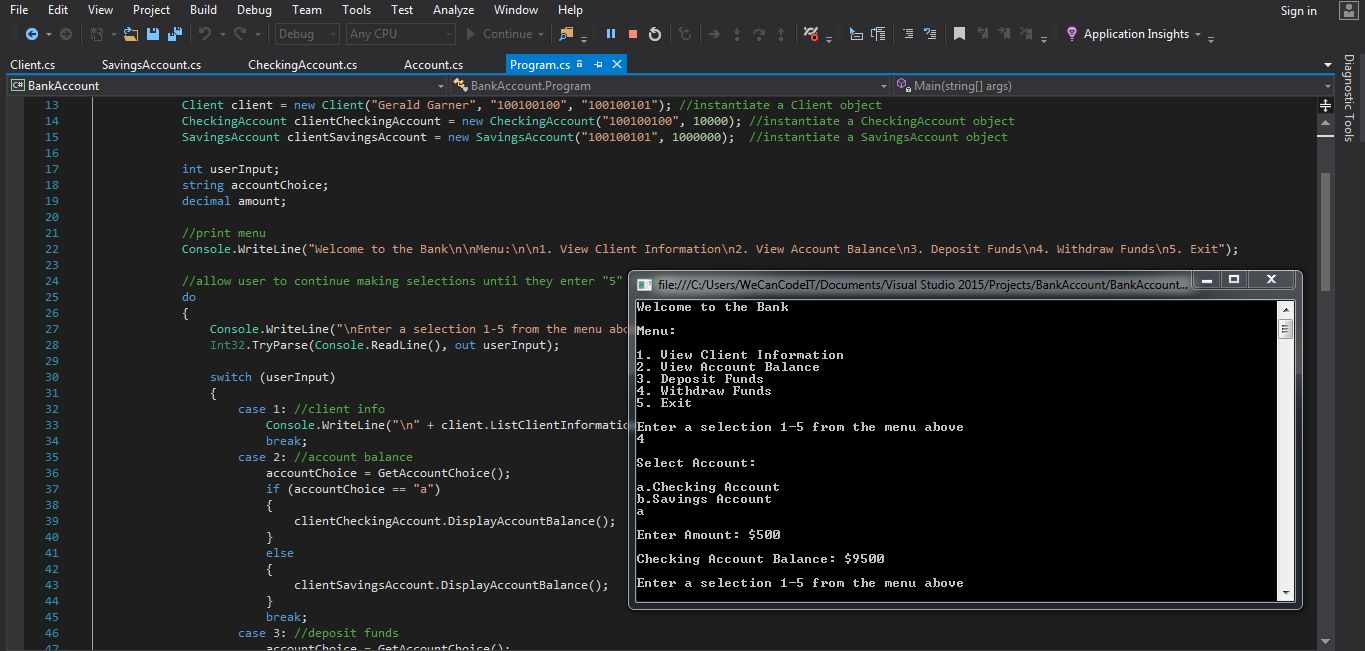 File Edit View Project Build Debug Team Tools Test Analyze Window Help Sign in
Debug Any CPU Continue Application Insights
Client.cs SavingsAccount.cs CheckingAccount.cs Account.cs Program.cs
C# BankAccount BankAccount.Program Main(string[] args)
Diagnostic Tools
13 Client client = new Client("Gerald Garner", "100100100", "100100101"); //instantiate a Client object
14 CheckingAccount clientCheckingAccount = new CheckingAccount("100100100", 10000); //instantiate a CheckingAccount object
15 SavingsAccount clientSavingsAccount = new SavingsAccount("100100101", 1000000); //instantiate a SavingsAccount object
16
17 int userInput;
18 string accountChoice;
19 decimal amount;
20
21 //print menu
22 Console.WriteLine("Welcome to the Bank\n\nMenu:\n\n1. View Client Information\n2. View Account Balance\n3. Deposit Funds\n4. Withdraw Funds\n5. Exit");
23
24 //allow user to continue making selections until they enter "5"
25 do
26 {
27 Console.WriteLine("\nEnter a selection 1-5 from the menu abo
28 Int32.TryParse(Console.ReadLine(), out userInput);
29
30 switch (userInput)
31 {
32 case 1: //client info
33 Console.WriteLine("\n" + client.ListClientInformatio
34 break;
35 case 2: //account balance
36 accountChoice = GetAccountChoice();
37 if (accountChoice == "a")
38 {
39 clientCheckingAccount.DisplayAccountBalance();
40 }
41 else
42 {
43 clientSavingsAccount.DisplayAccountBalance();
44 }
45 break;
46 case 3: //deposit funds
47 accountChoice = GetAccountChoice();
file:///C:/Users/WeCanCodeIT/Documents/Visual Studio 2015/Projects/BankAccount/BankAccount...
Welcome to the Bank
Menu:
1. View Client Information
2. View Account Balance
3. Deposit Funds
4. Withdraw Funds
5. Exit
Enter a selection 1-5 from the menu above
4
Select Account:
a.Checking Account
b.Savings Account
a
Enter Amount: $500
Checking Account Balance: $9500
Enter a selection 1-5 from the menu above